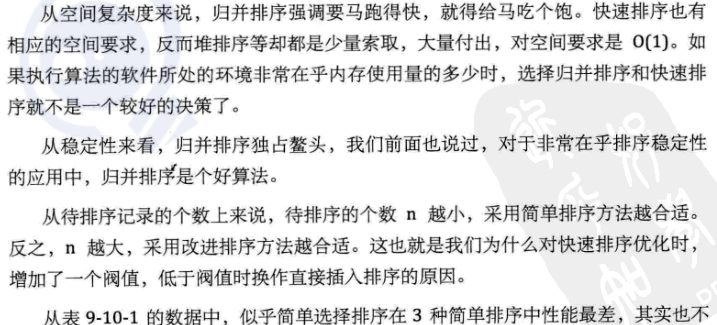 从空间复杂度来说，归并排序强调要马跑得快，就得给马吃个饱。快速排序也有
相应的空间要求，反而堆排序等却都是少量索取，大量付出，对空间要求是 O(1)。如
果执行算法的软件所处的环境非常在乎内存使用量的多少时，选择归并排序和快速排
序就不是一个较好的决策了。
从稳定性来看，归并排序独占鳌头，我们前面也说过，对于非常在乎排序稳定性
的应用中，归并排序是个好算法。
从待排序记录的个数上来说，待排序的个数 n 越小，采用简单排序方法越合适。
反之，n 越大，采用改进排序方法越合适。这也就是我们为什么对快速排序优化时，
增加了一个阀值，低于阀值时换作直接插入排序的原因。
从表 9-10-1 的数据中，似乎简单选择排序在 3 种简单排序中性能最差，其实也不